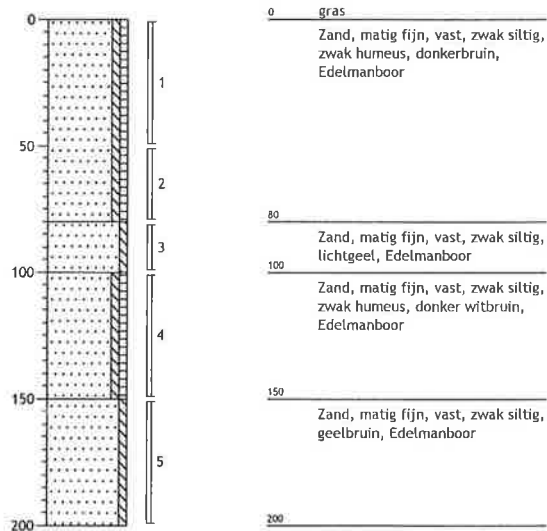 0
50
100
150
200
1
2
3
4
5
0 gras
Zand, matig fijn, vast, zwak siltig,
zwak humeus, donkerbruin,
Edelmanboor
80
Zand, matig fijn, vast, zwak siltig,
lichtgeel, Edelmanboor
100
Zand, matig fijn, vast, zwak siltig,
zwak humeus, donker witbruin,
Edelmanboor
150
Zand, matig fijn, vast, zwak siltig,
geelbruin, Edelmanboor
200